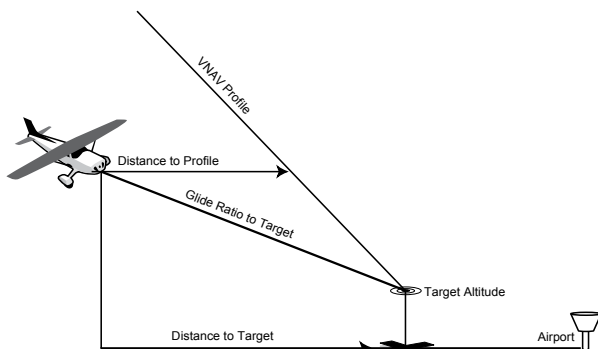 VNAV Profile
Distance to Profile
Glide Ratio to Target
Target Altitude
Distance to Target
Airport